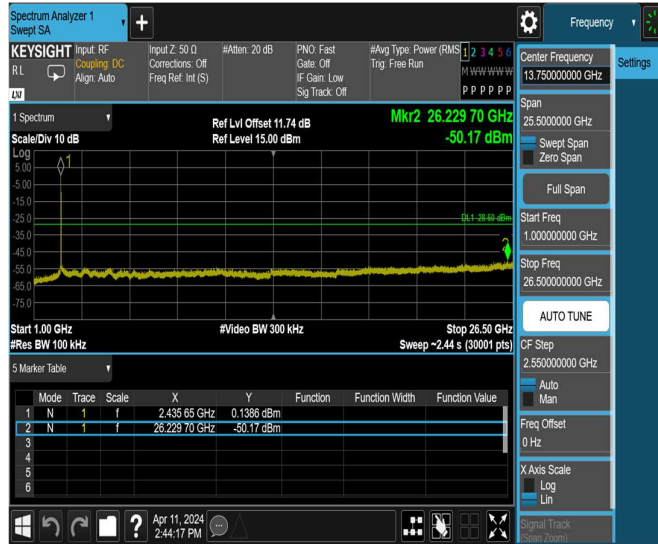 Spectrum Analyzer 1
Swept SA
Frequency
KEYSIGHT
RL
LXI
Input: RF
Coupling: DC
Align: Auto
Input Z: 50 Ω
Corrections: Off
Freq Ref: Int (S)
#Atten: 20 dB
PNO: Fast
Gate: Off
IF Gain: Low
Sig Track: Off
#Avg Type: Power (RMS
Trig: Free Run
1 2 3 4 5 6
M W W W W W
P P P P P P
1 Spectrum
Scale/Div 10 dB
Ref Lvl Offset 11.74 dB
Ref Level 15.00 dBm
Mkr2 26.229 70 GHz
-50.17 dBm
Log
5.00
-5.00
-15.0
-25.0
-35.0
-45.0
-55.0
-65.0
-75.0
1
DL1 -28.60 dBm
2
Start 1.00 GHz
#Res BW 100 kHz
#Video BW 300 kHz
Stop 26.50 GHz
Sweep ~2.44 s (30001 pts)
5 Marker Table
Mode Trace Scale X Y Function Function Width Function Value
1 N 1 f 2.435 65 GHz 0.1386 dBm
2 N 1 f 26.229 70 GHz -50.17 dBm
3
4
5
6
Apr 11, 2024
2:44:17 PM
Center Frequency
13.750000000 GHz
Settings
Span
25.5000000 GHz
Swept Span
Zero Span
Full Span
Start Freq
1.000000000 GHz
Stop Freq
26.500000000 GHz
AUTO TUNE
CF Step
2.550000000 GHz
Auto
Man
Freq Offset
0 Hz
X Axis Scale
Log
Lin
Signal Track
(Span Zoom)